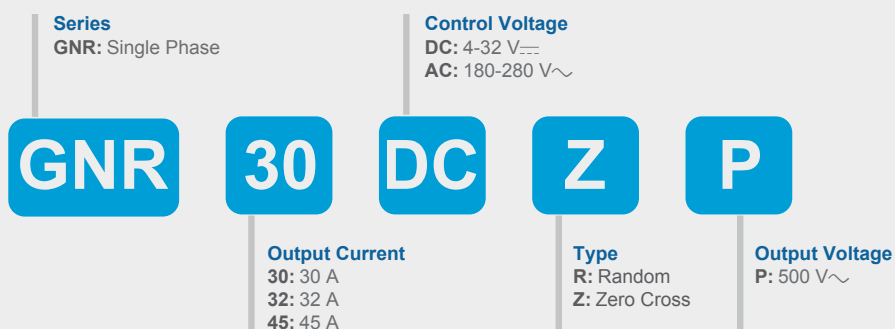 Series
GNR: Single Phase
Control Voltage
DC: 4-32 V⎓
AC: 180-280 V∿
GNR 30 DC Z P
Output Current
30: 30 A
32: 32 A
45: 45 A
Type
R: Random
Z: Zero Cross
Output Voltage
P: 500 V∿